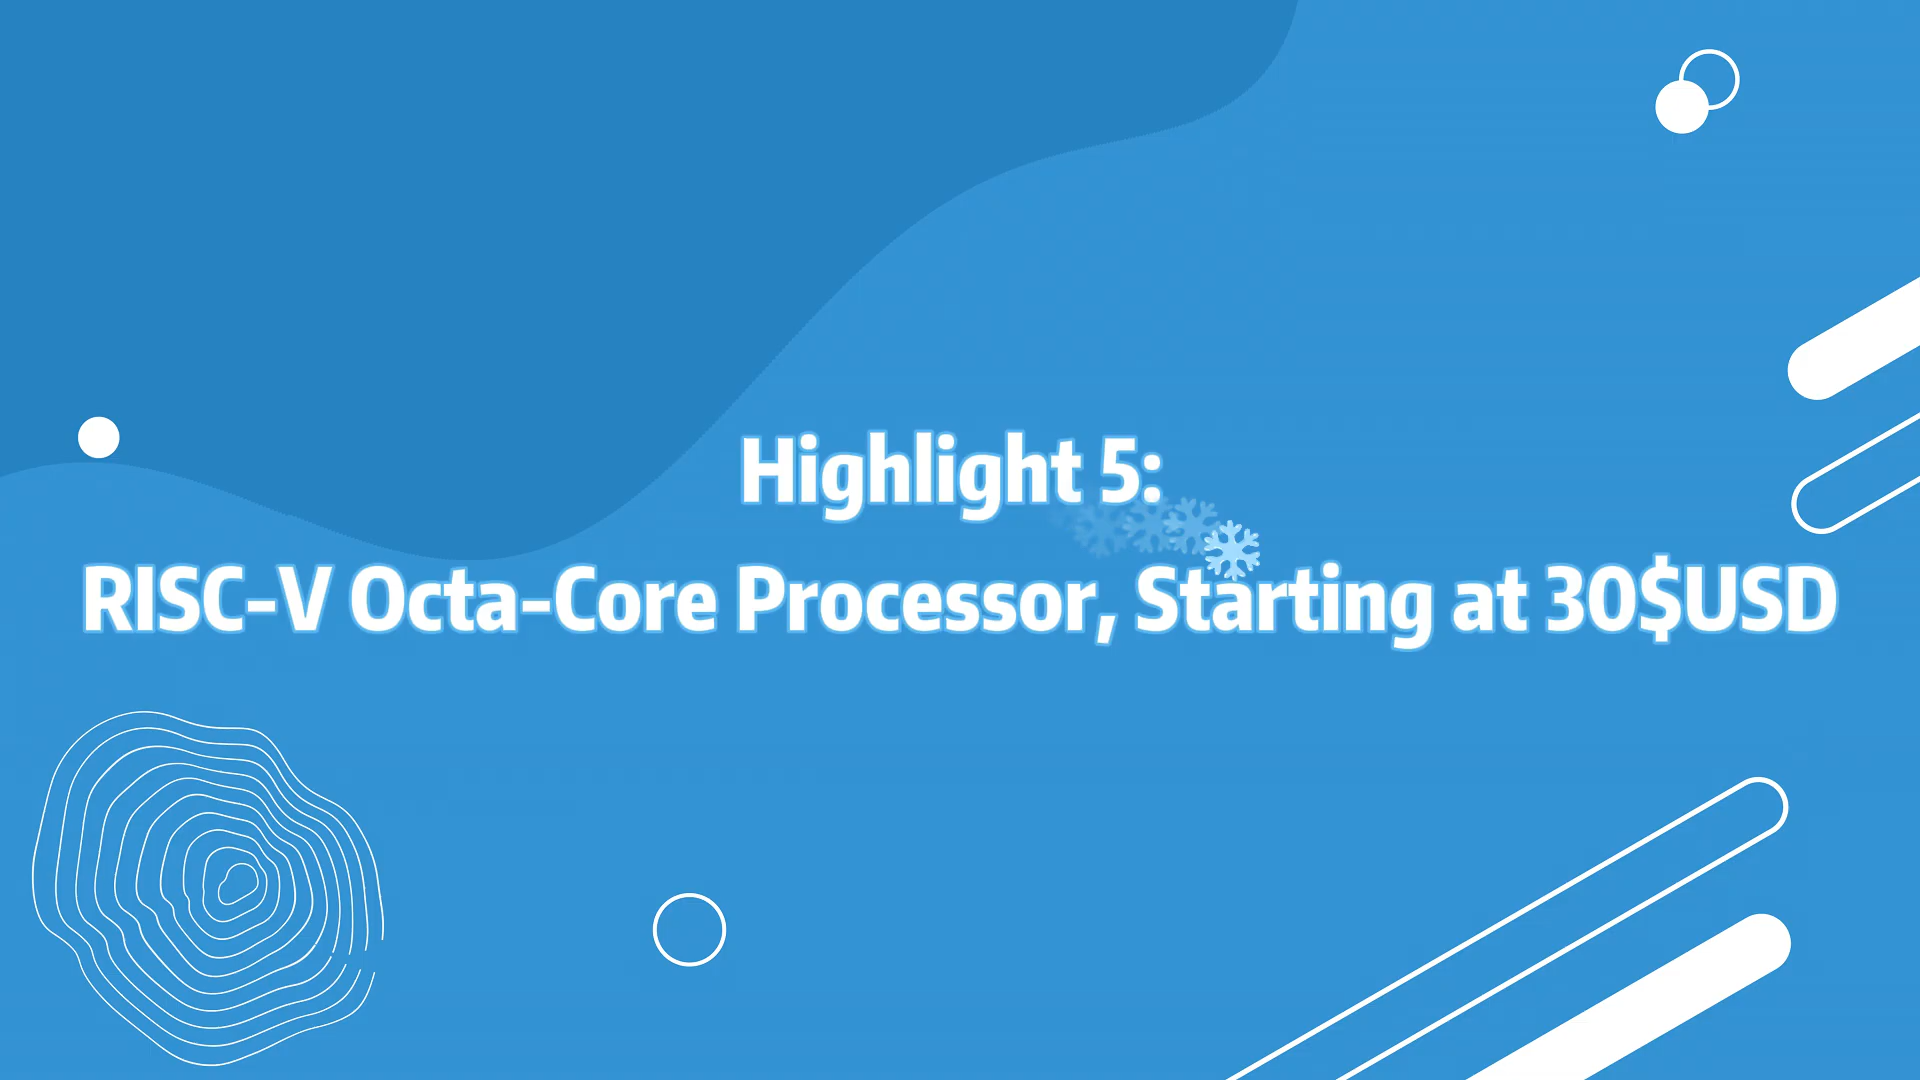 Highlight 5:
RISC-V Octa-Core Processor, Starting at 30$USD